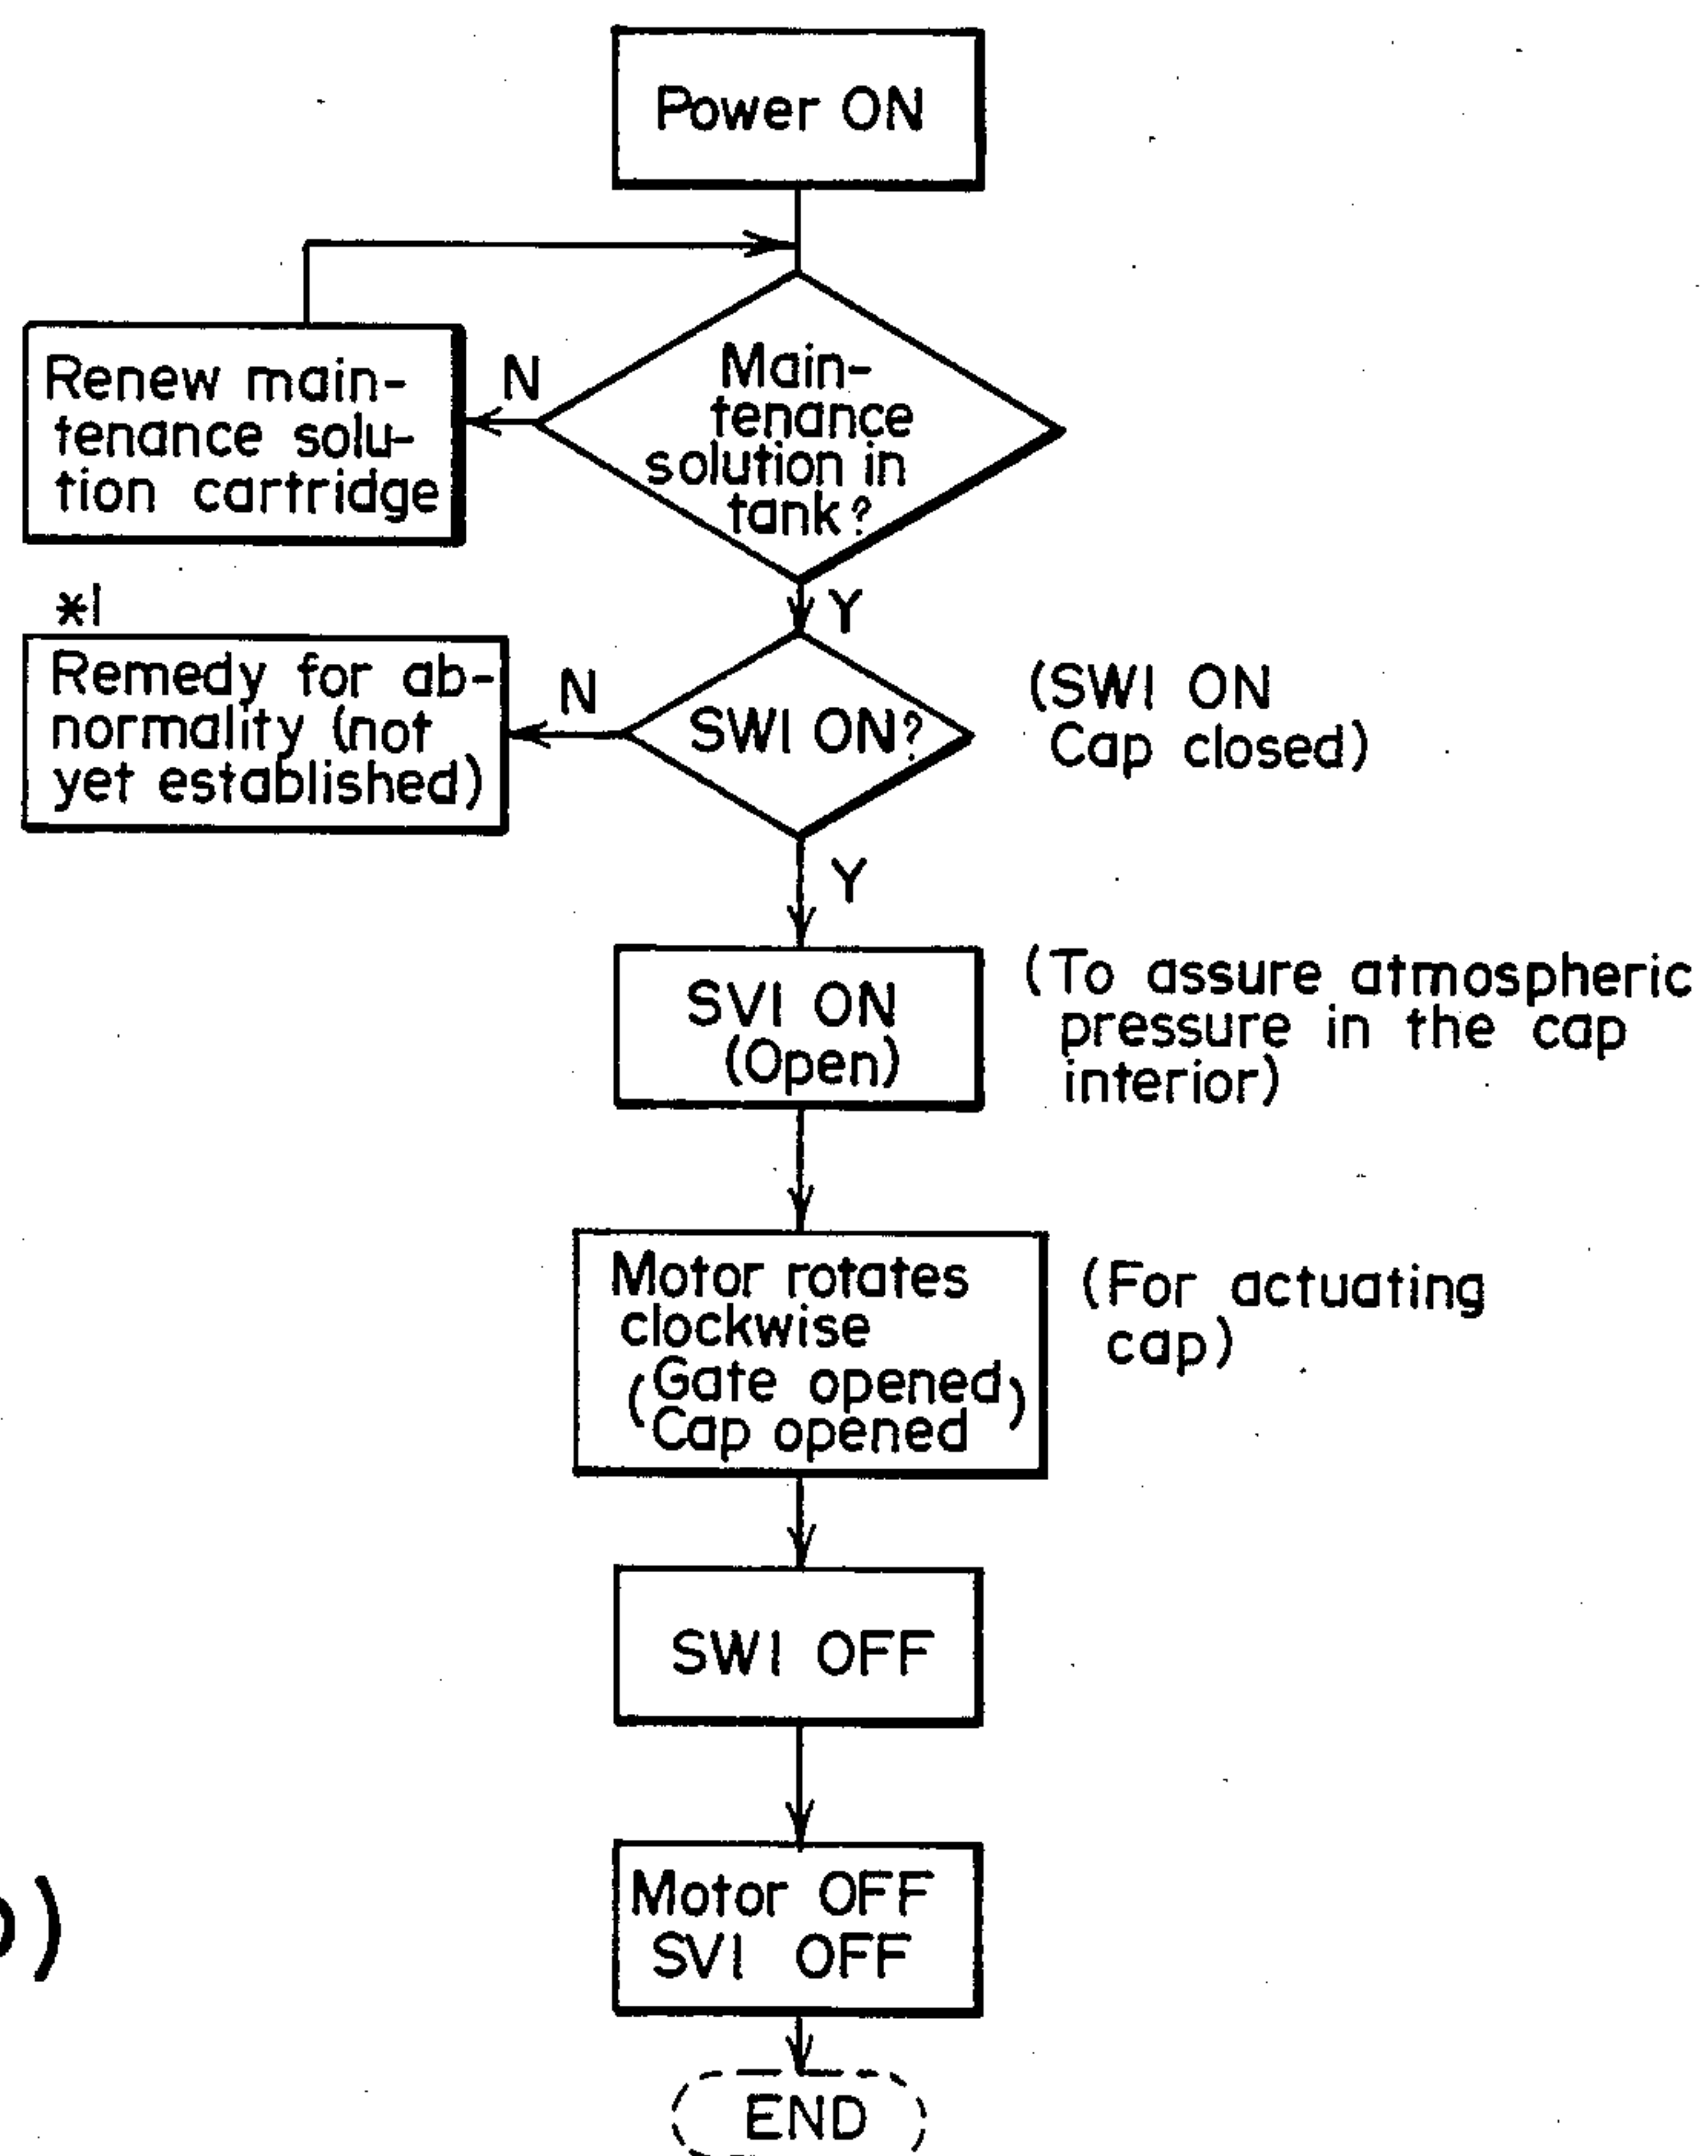 Power ON
Main-
tenance
solution in
tank?
N
Renew main-
tenance solu-
tion cartridge
Y
*1
Remedy for ab-
normality (not
yet established)
N
SW1 ON?
(SW1 ON
Cap closed)
Y
SV1 ON
(Open)
(To assure atmospheric
pressure in the cap
interior)
Motor rotates
clockwise
(Gate opened
Cap opened)
(For actuating
cap)
SW1 OFF
Motor OFF
SV1 OFF
)
END